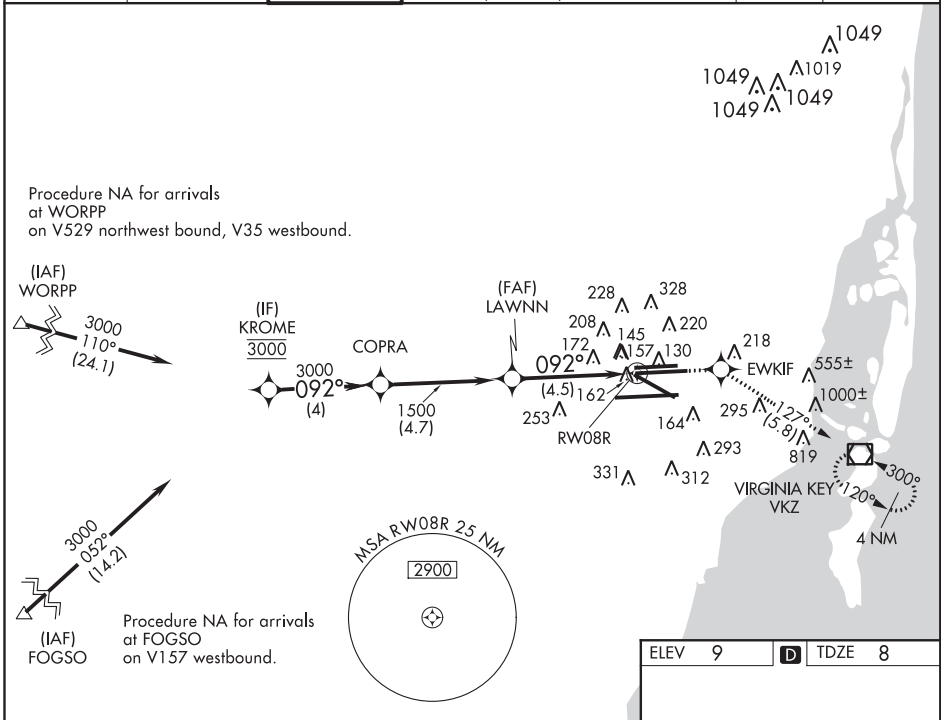 1049
1019
1049
1049
1049
Procedure NA for arrivals
at WORPP
on V529 northwest bound, V35 westbound.
(IAF)
WORPP
3000
110°
(24.1)
(IF)
KROME
3000
COPRA
(FAF)
LAWNN
3000
092°
(4)
1500
(4.7)
092°
(4.5)
228
328
208
220
172
145
157
130
218
162
253
RW08R
164
EWKIF
555±
1000±
295
127°
(5.8)
819
293
331
312
VIRGINIA KEY
VKZ
300°
120°
4 NM
3000
052°
(14.2)
(IAF)
FOGSO
Procedure NA for arrivals
at FOGSO
on V157 westbound.
MSA RW08R 25 NM
2900
ELEV 9 D TDZE 8